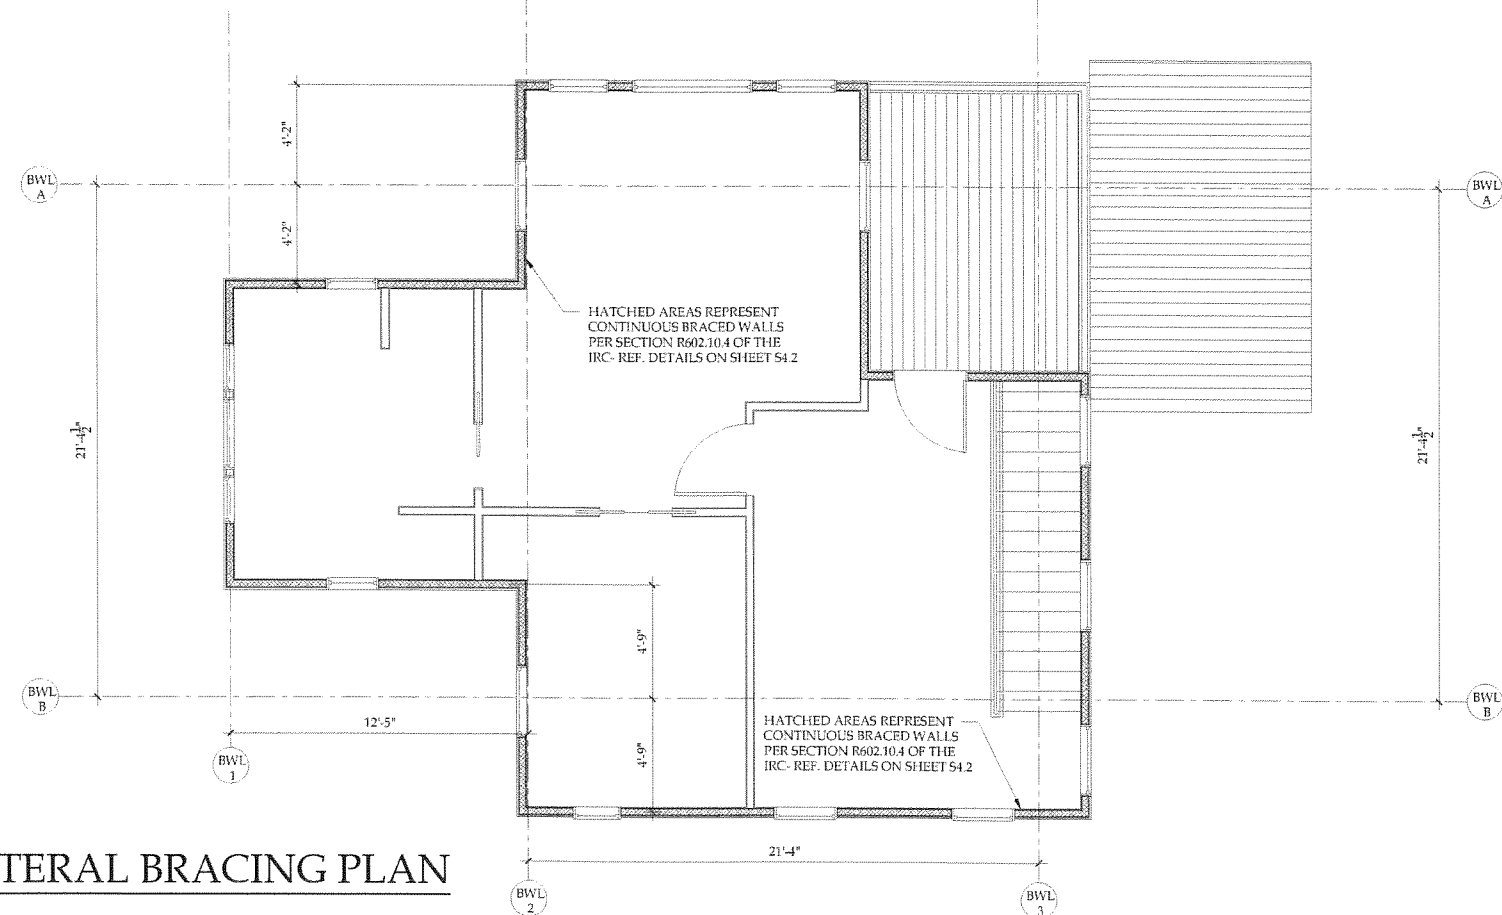 4'-2"
BWL
A
BWL
A
4'-2"
HATCHED AREAS REPRESENT
CONTINUOUS BRACED WALLS
PER SECTION R602.10.4 OF THE
IRC- REF. DETAILS ON SHEET S4.2
21'-4½"
21'-4½"
4'-9"
BWL
B
BWL
B
12'-5"
HATCHED AREAS REPRESENT
CONTINUOUS BRACED WALLS
PER SECTION R602.10.4 OF THE
IRC- REF. DETAILS ON SHEET S4.2
4'-9"
BWL
1
21'-4"
TERAL BRACING PLAN
BWL
2
BWL
3